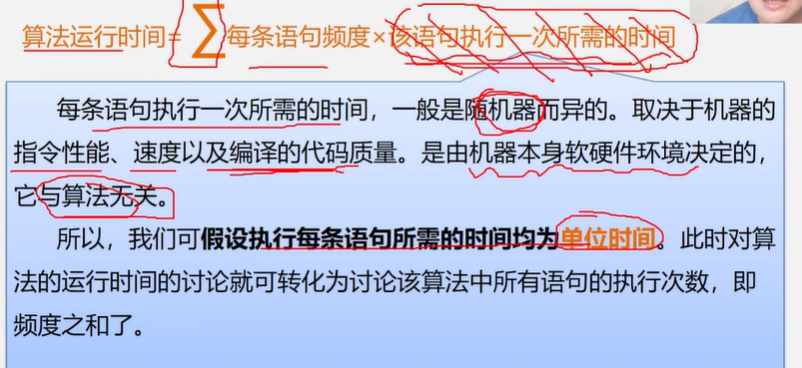 算法运行时间=∑每条语句频度×该语句执行一次所需的时间
每条语句执行一次所需的时间，一般是随机器而异的。取决于机器的
指令性能、速度以及编译的代码质量。是由机器本身软硬件环境决定的，
它与算法无关。
所以，我们可假设执行每条语句所需的时间均为单位时间。此时对算
法的运行时间的讨论就可转化为讨论该算法中所有语句的执行次数，即
频度之和了。